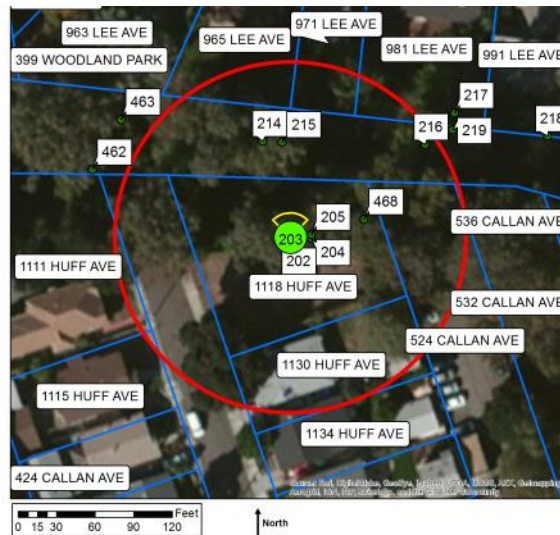 963 LEE AVE
971 LEE AVE
965 LEE AVE
981 LEE AVE
991 LEE AVE
399 WOODLAND PARK
463
217
214
215
216
219
218
462
468
205
203
204
202
536 CALLAN AVE
1111 HUFF AVE
1118 HUFF AVE
532 CALLAN AVE
524 CALLAN AVE
1130 HUFF AVE
1115 HUFF AVE
1134 HUFF AVE
424 CALLAN AVE
Feet
0 15 30 60 90 120
North